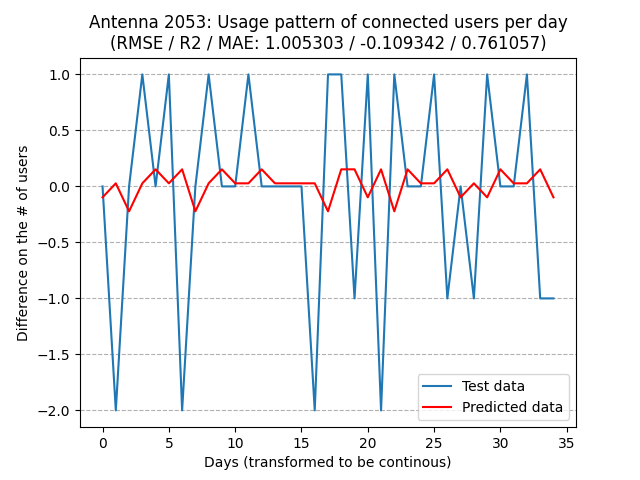 Antenna 2053: Usage pattern of connected users per day
(RMSE / R2 / MAE: 1.005303 / -0.109342 / 0.761057)
1.0
0.5
0.0
−0.5
−1.0
−1.5
−2.0
Difference on the # of users
Test data
Predicted data
0 5 10 15 20 25 30 35
Days (transformed to be continous)